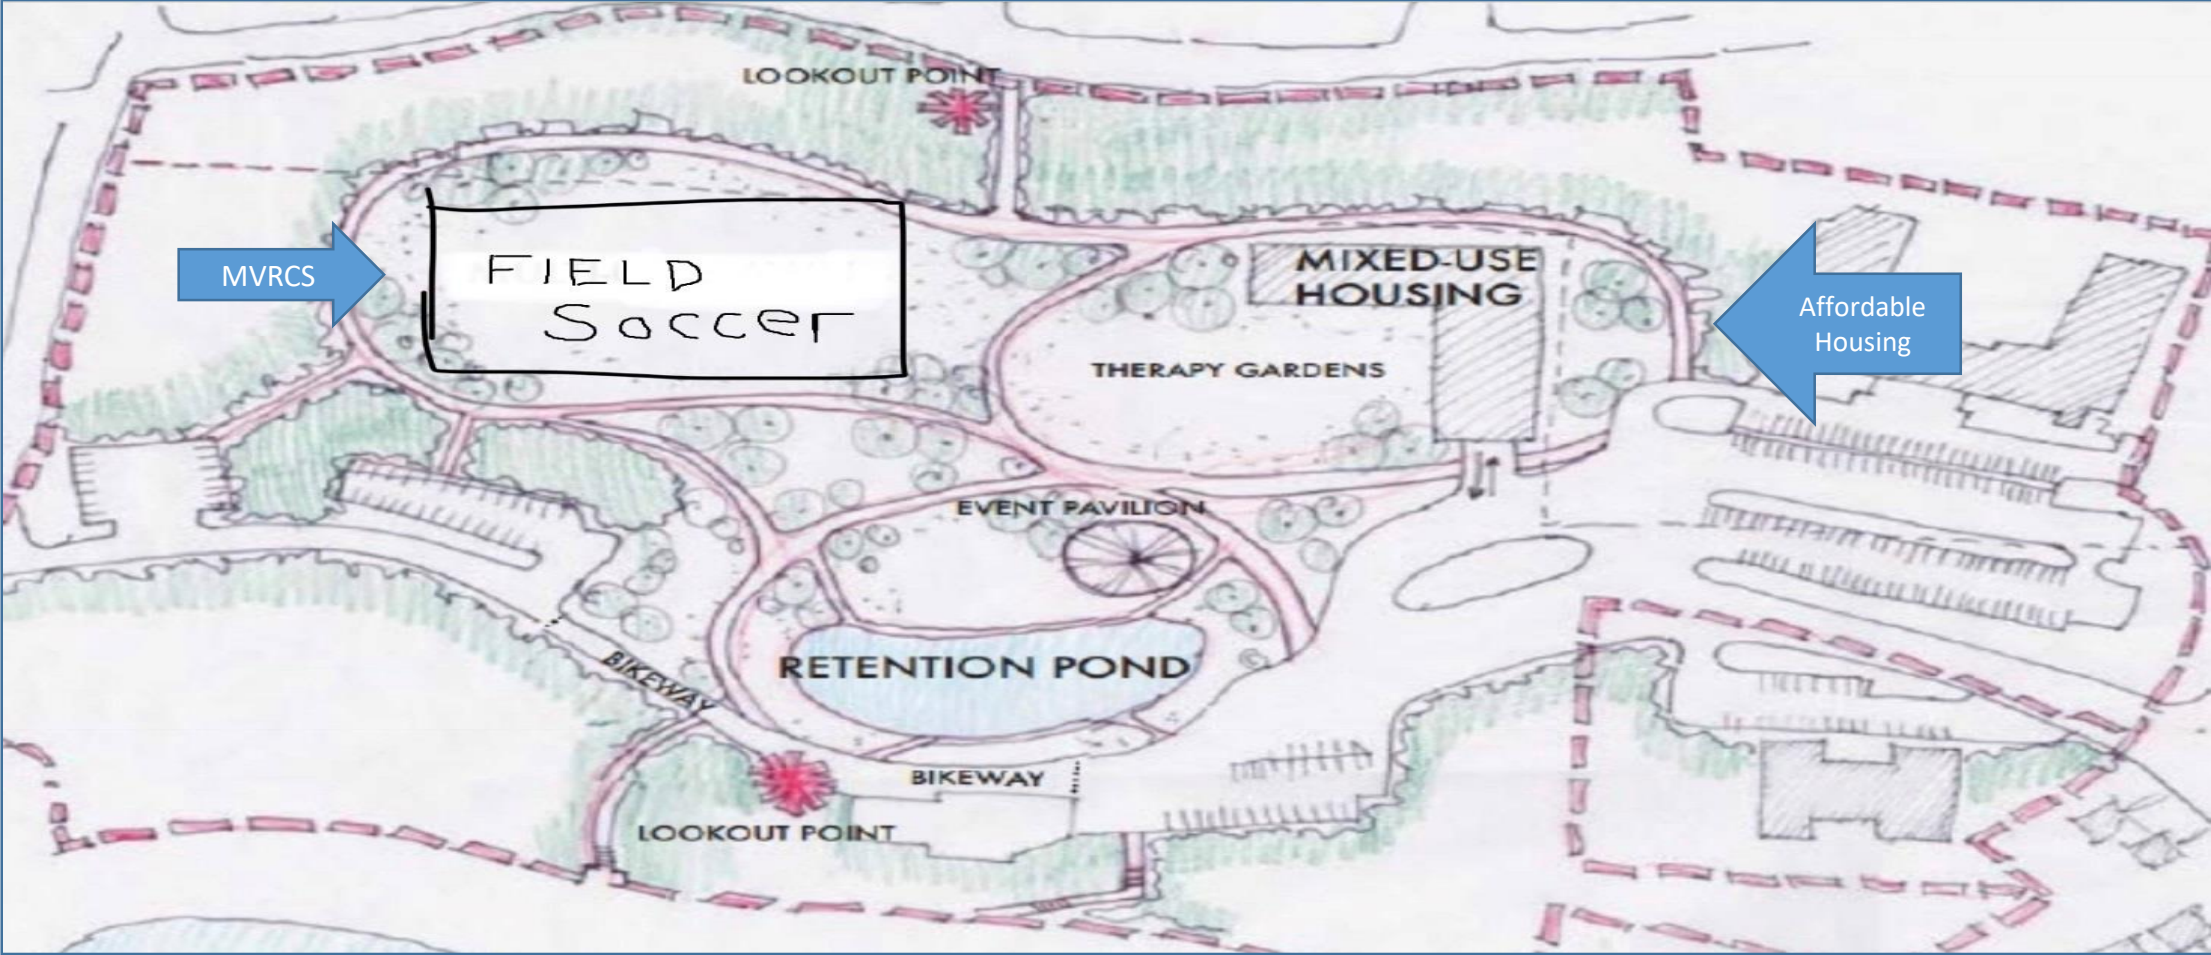 LOOKOUT POINT
MVRCS
FIELD
Soccer
MIXED-USE
HOUSING
Affordable
Housing
THERAPY GARDENS
EVENT PAVILION
RETENTION POND
BIKEWAY
BIKEWAY
LOOKOUT POINT